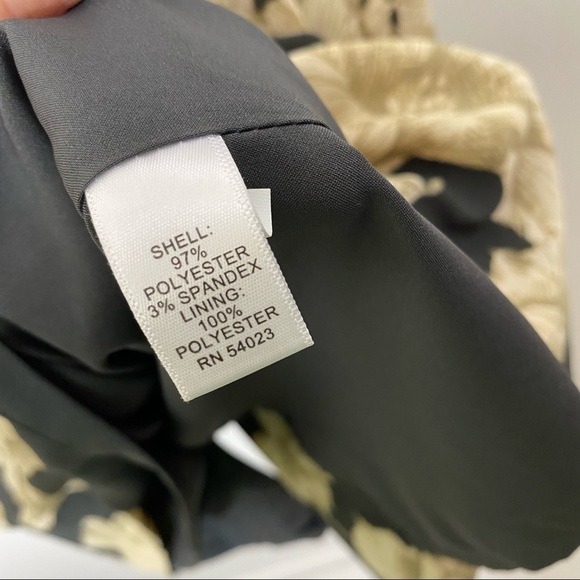 SHELL:
97%
POLYESTER
3% SPANDEX
LINING:
100%
POLYESTER
RN 54023